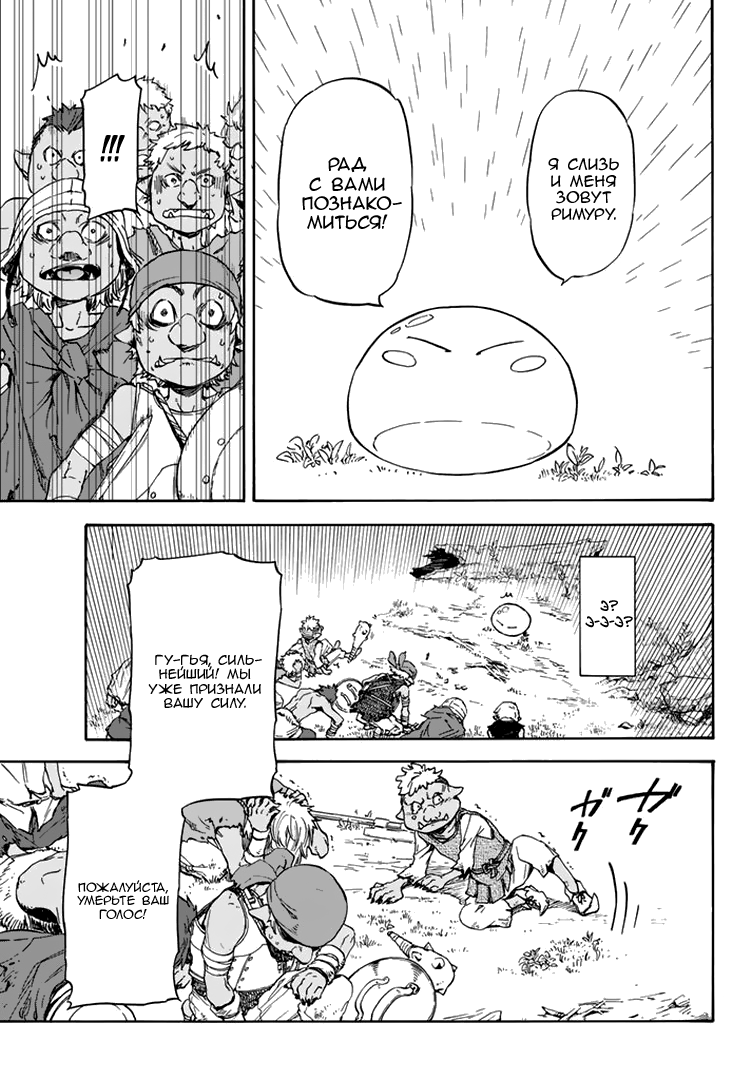 Я СЛИЗЬ
И МЕНЯ
ЗОВУТ
РИМУРУ.
РАД
С ВАМИ
ПОЗНАКО-
МИТЬСЯ!
!!!
Э?
Э-Э-Э?
ГУ-ГЬЯ, СИЛЬ-
НЕЙШИЙ! МЫ
УЖЕ ПРИЗНАЛИ
ВАШУ СИЛУ.
ガクガク
ПОЖАЛУЙСТА,
УМЕРЬТЕ ВАШ
ГОЛОС!